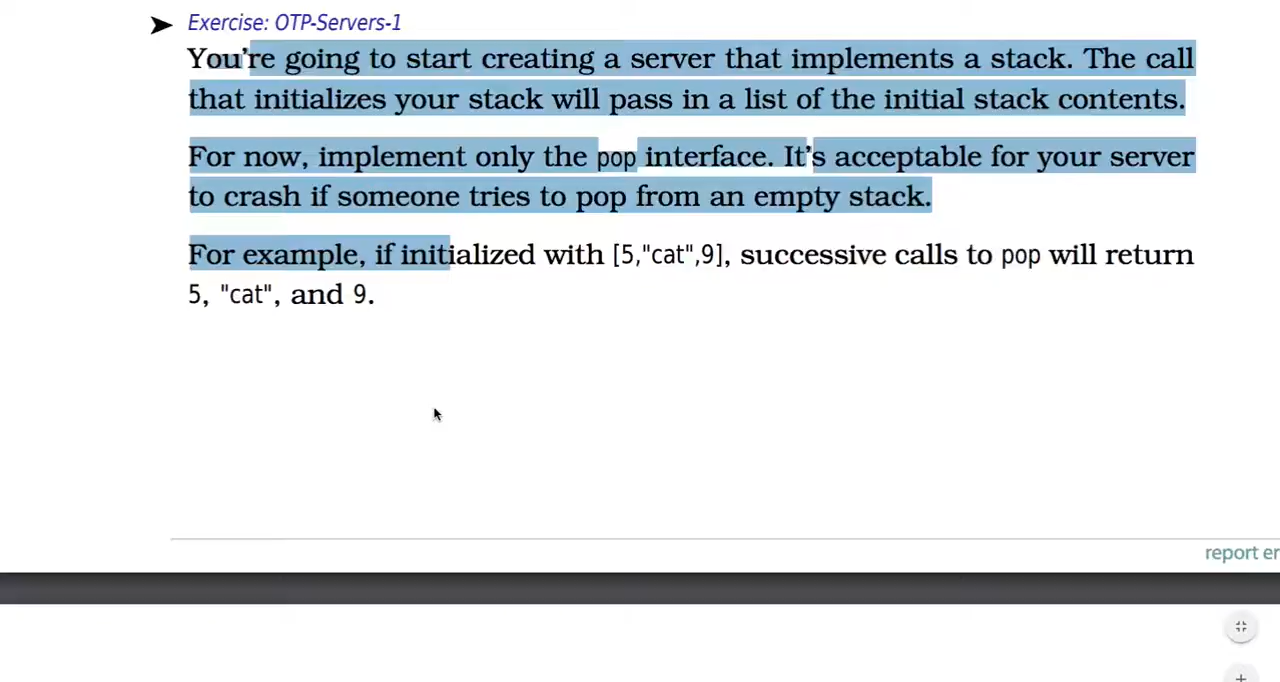 Exercise: OTP-Servers-1
You're going to start creating a server that implements a stack. The call
that initializes your stack will pass in a list of the initial stack contents.
For now, implement only the pop interface. It's acceptable for your server
to crash if someone tries to pop from an empty stack.
For example, if initialized with [5,"cat",9], successive calls to pop will return
5, "cat", and 9.
report er